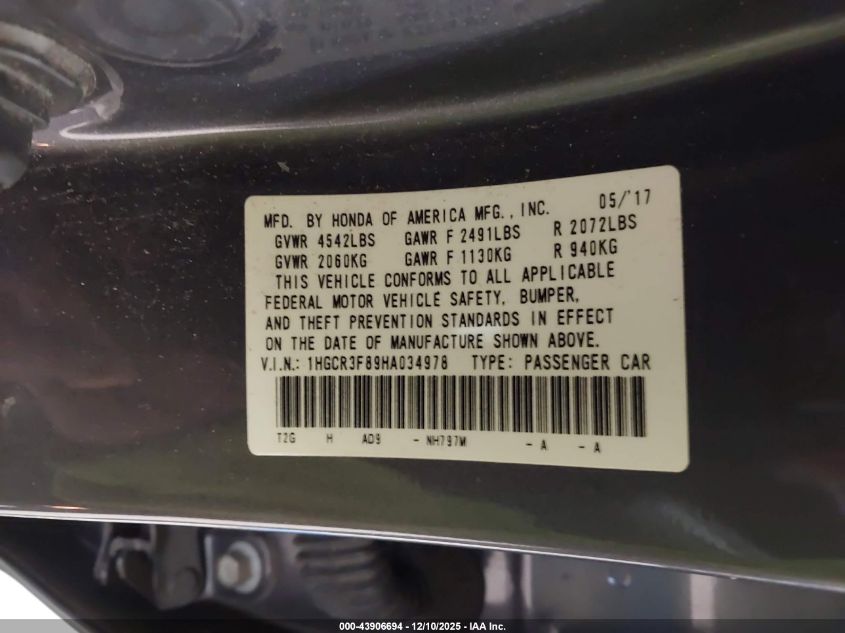 05/'17
MFD. BY HONDA OF AMERICA MFG., INC.
GVWR 4542LBS GAWR F 2491LBS R 2072LBS
GVWR 2060KG GAWR F 1130KG R 940KG
THIS VEHICLE CONFORMS TO ALL APPLICABLE
FEDERAL MOTOR VEHICLE SAFETY, BUMPER,
AND THEFT PREVENTION STANDARDS IN EFFECT
ON THE DATE OF MANUFACTURE SHOWN ABOVE.
V.I.N.: 1HGCR3F89HA034978 TYPE: PASSENGER CAR
T2G H AD9 - NH797M - A - A
000-43906694 - 12/10/2025 - IAA Inc.